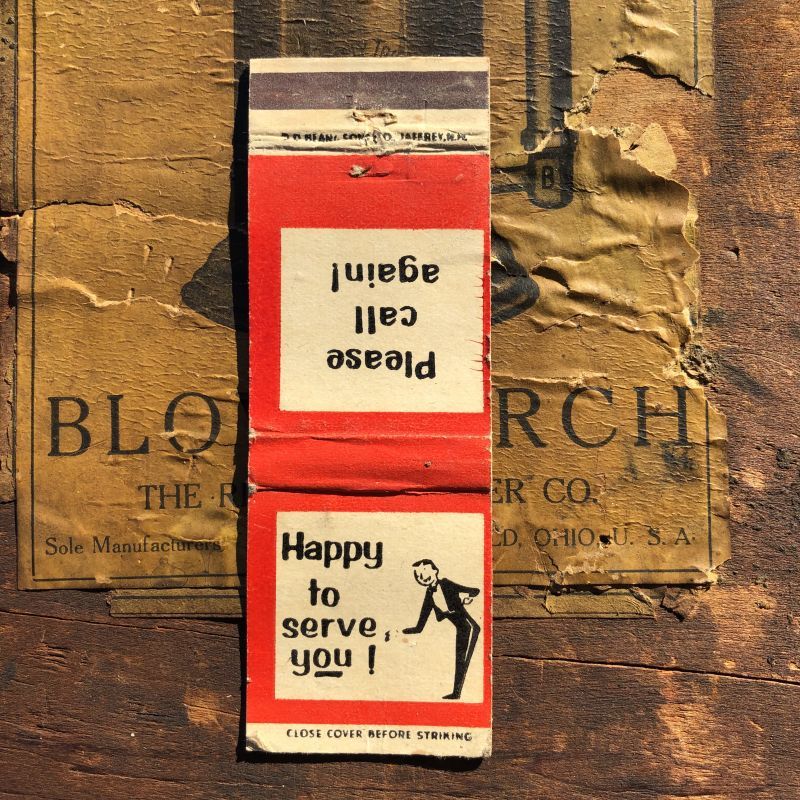 D.D. BEAN & SONS CO. JAFFREY, N.H.
Please
call
again!
Happy
to
serve
you!
CLOSE COVER BEFORE STRIKING
B
BLO RCH
THE R ER CO.
Sole Manufacturers LD, OHIO, U. S. A.